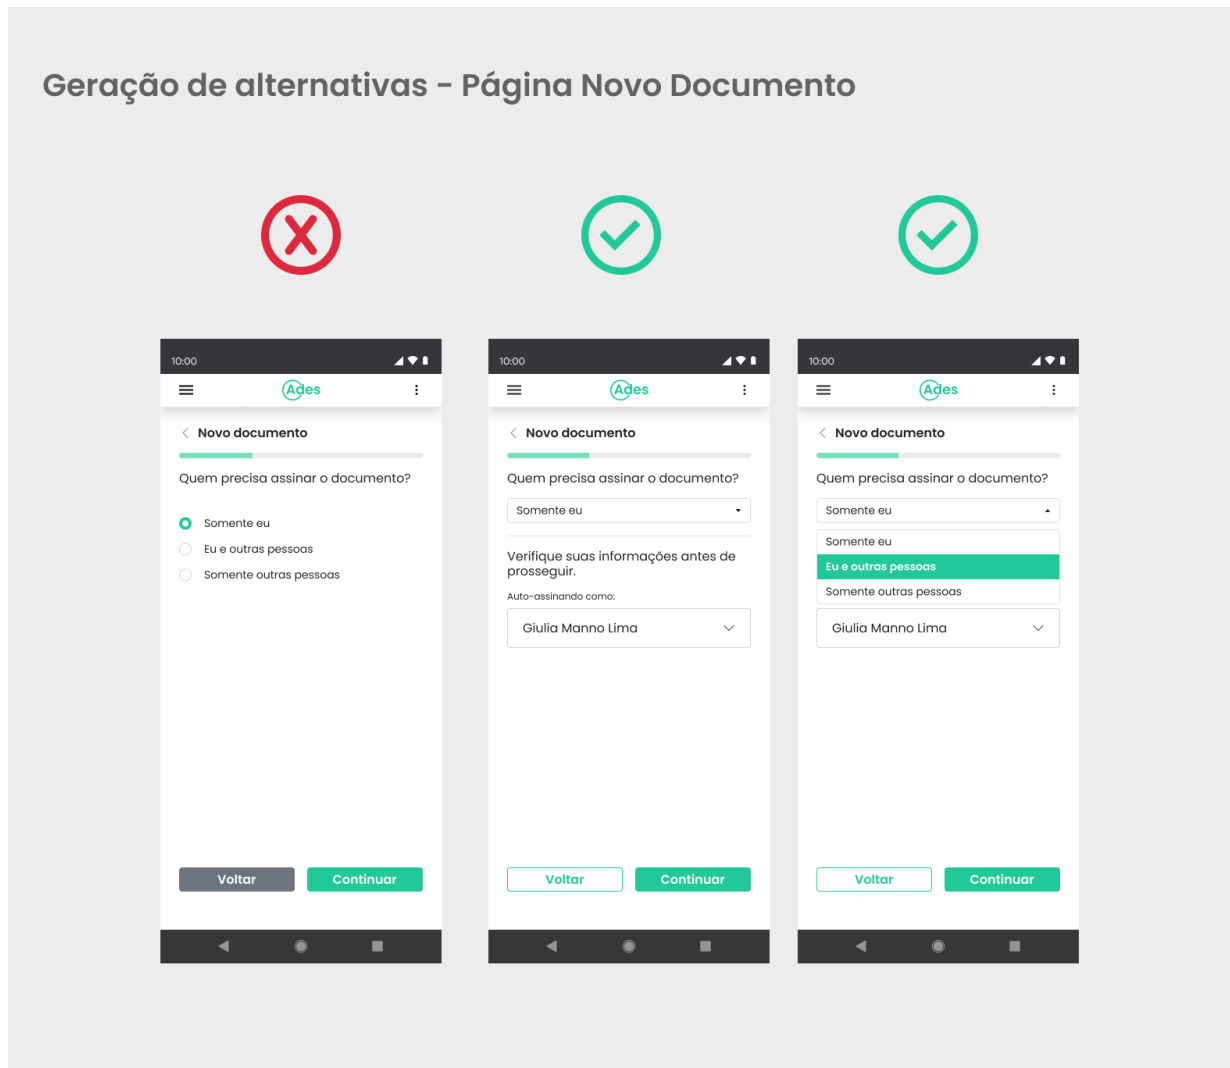 Geração de alternativas - Página Novo Documento
10:00
Ades
Novo documento
Quem precisa assinar o documento?
Somente eu
Eu e outras pessoas
Somente outras pessoas
Voltar
Continuar
10:00
Ades
Novo documento
Quem precisa assinar o documento?
Somente eu
Verifique suas informações antes de
prosseguir.
Auto-assinando como:
Giulia Manno Lima
Voltar
Continuar
10:00
Ades
Novo documento
Quem precisa assinar o documento?
Somente eu
Somente eu
Eu e outras pessoas
Somente outras pessoas
Giulia Manno Lima
Voltar
Continuar